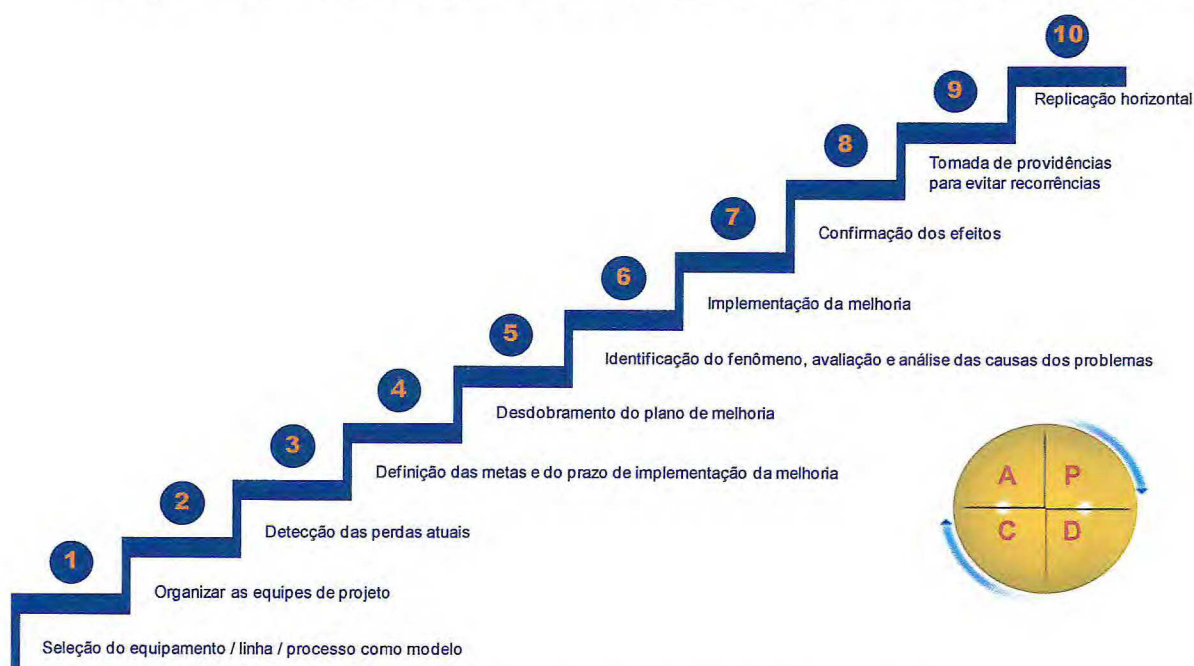 10
Replicação horizontal
9
Tomada de providências
para evitar recorrências
8
Confirmação dos efeitos
7
Implementação da melhoria
6
Identificação do fenômeno, avaliação e análise das causas dos problemas
5
Desdobramento do plano de melhoria
4
Definição das metas e do prazo de implementação da melhoria
3
Detecção das perdas atuais
2
Organizar as equipes de projeto
1
Seleção do equipamento / linha / processo como modelo
A P
C D